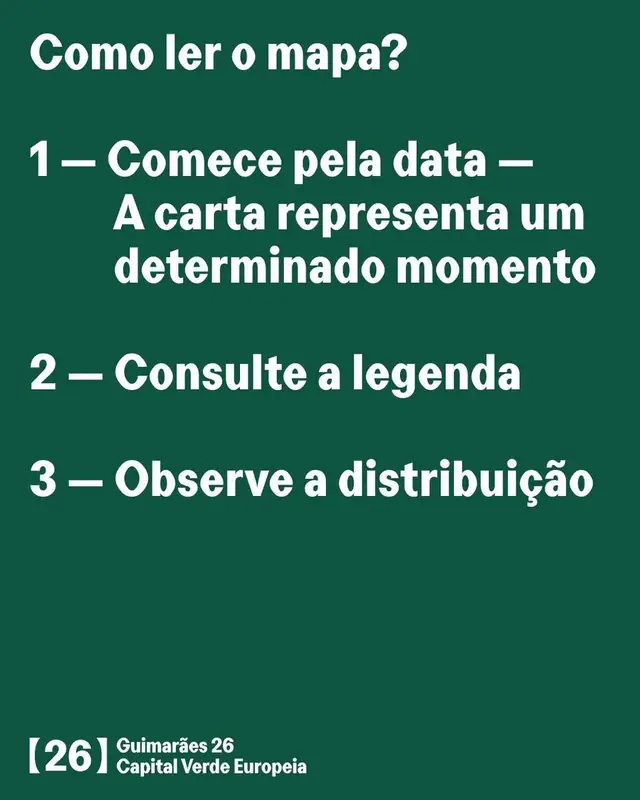 Como ler o mapa?
1 — Comece pela data —
A carta representa um
determinado momento
2 — Consulte a legenda
3 — Observe a distribuição
[26] Guimarães 26
Capital Verde Europeia